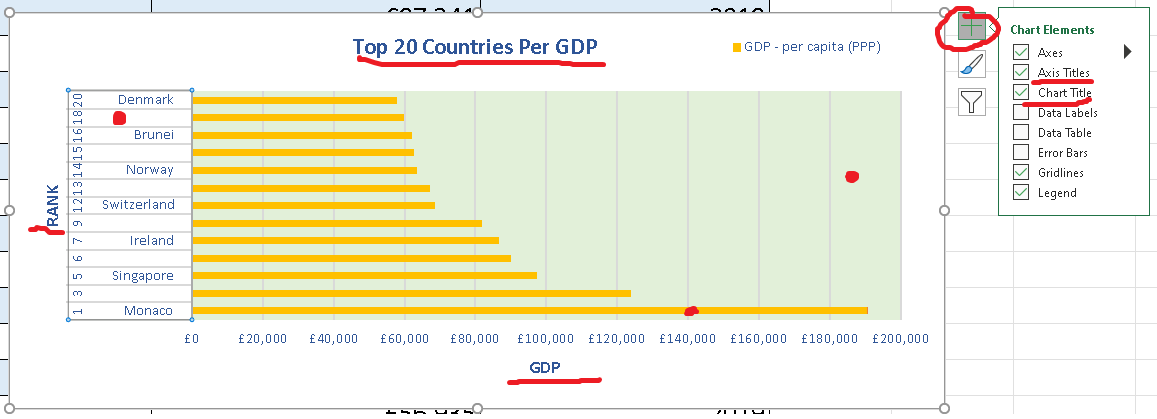 Top 20 Countries Per GDP
GDP - per capita (PPP)
RANK
20 Denmark
18
16 Brunei
15
14 Norway
13
12 Switzerland
9
7 Ireland
6
5 Singapore
3
1 Monaco
£0 £20,000 £40,000 £60,000 £80,000 £100,000 £120,000 £140,000 £160,000 £180,000 £200,000
GDP
Chart Elements
Axes
Axis Titles
Chart Title
Data Labels
Data Table
Error Bars
Gridlines
Legend